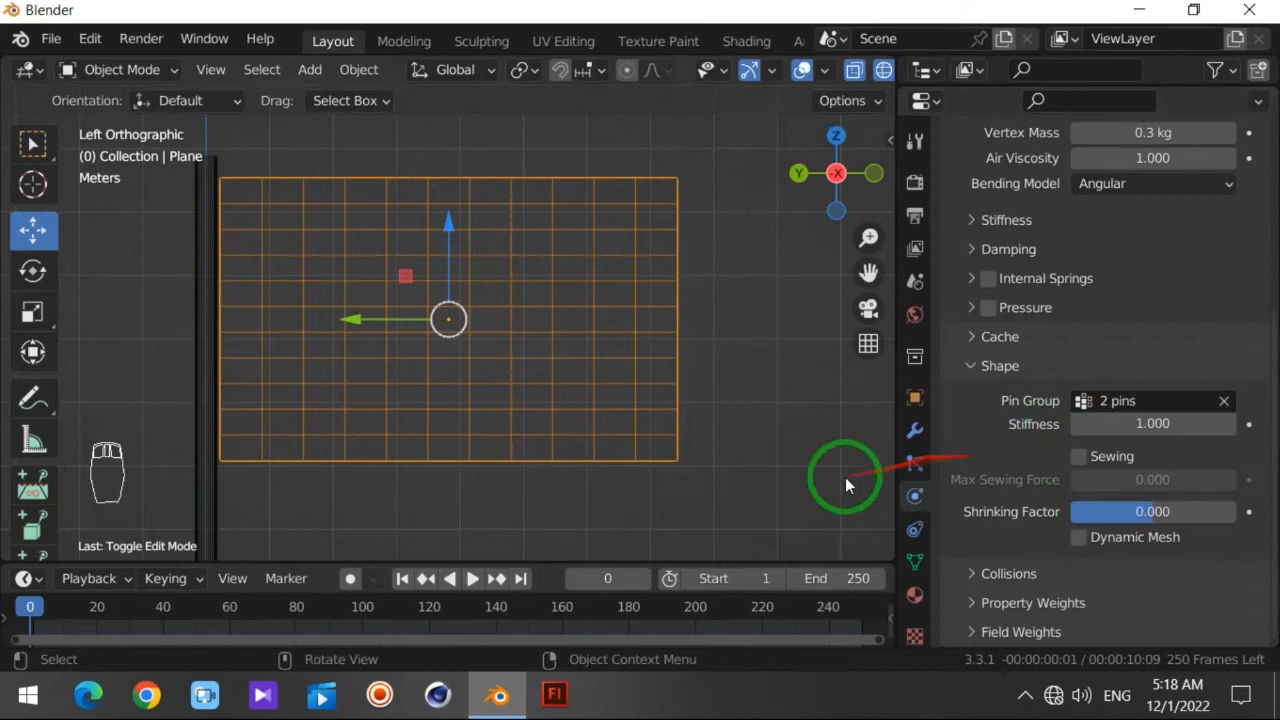 Blender
File Edit Render Window Help Layout Modeling Sculpting UV Editing Texture Paint Shading Scene ViewLayer
Object Mode View Select Add Object Global
Orientation: Default Drag: Select Box Options
Left Orthographic
(0) Collection | Plane
Meters
Z
Y
-X
Last: Toggle Edit Mode
Vertex Mass 0.3 kg
Air Viscosity 1.000
Bending Model Angular
Stiffness
Damping
Internal Springs
Pressure
Cache
Shape
Pin Group 2 pins
Stiffness 1.000
Sewing
Max Sewing Force 0.000
Shrinking Factor 0.000
Dynamic Mesh
Collisions
Property Weights
Field Weights
Playback Keying View Marker 0 Start 1 End 250
0 20 40 60 80 100 120 140 160 180 200 220 240
Select Rotate View Object Context Menu 3.3.1 -00:00:00:01 / 00:00:10:09 250 Frames Left
Fl
ENG
5:18 AM
12/1/2022